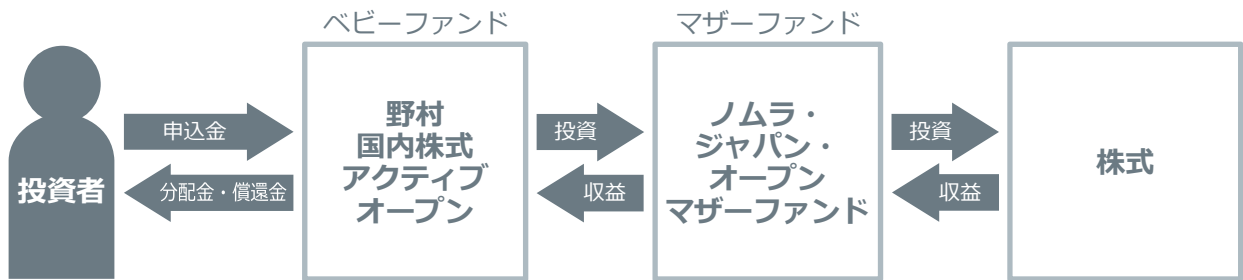 ベビーファンド
マザーファンド
投資者
申込金
分配金・償還金
野村
国内株式
アクティブ
オープン
投資
収益
ノムラ・
ジャパン・
オープン
マザーファンド
投資
収益
株式